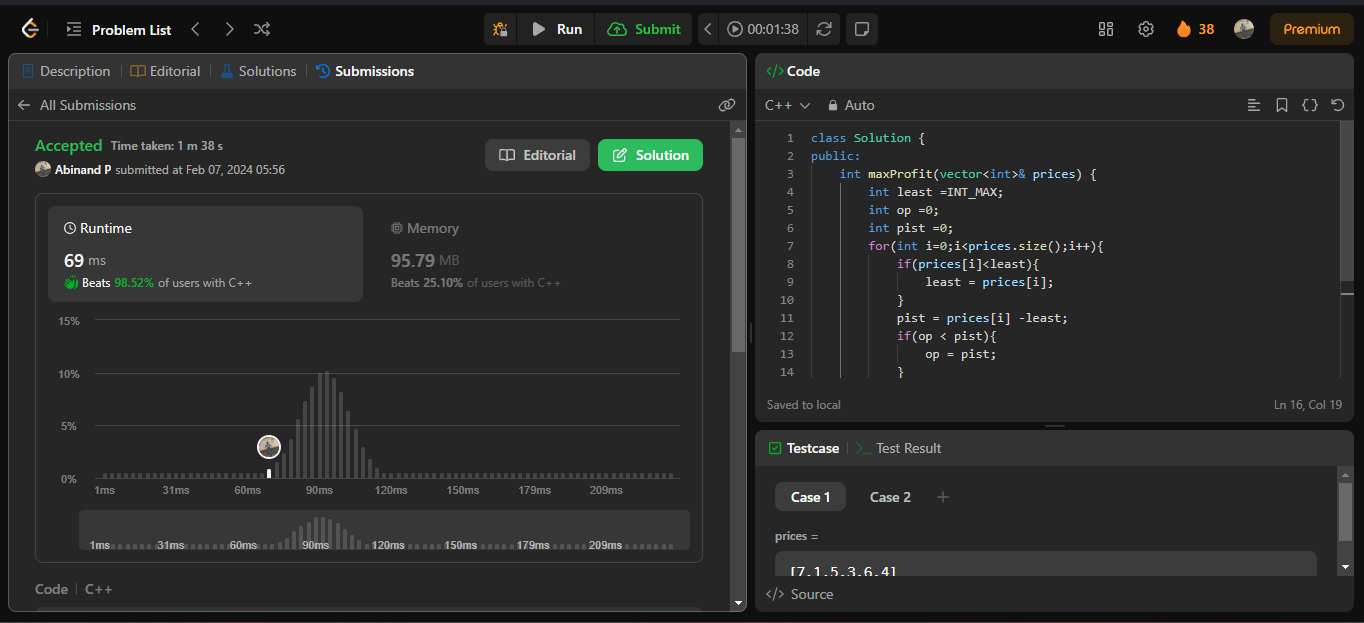 Problem List
Run
Submit
00:01:38
38
Premium
Description
Editorial
Solutions
Submissions
All Submissions
Accepted Time taken: 1 m 38 s
Abinand P submitted at Feb 07, 2024 05:56
Editorial
Solution
Runtime
69 ms
Beats 98.52% of users with C++
Memory
95.79 MB
Beats 25.10% of users with C++
15%
10%
5%
0%
1ms 31ms 60ms 90ms 120ms 150ms 179ms 209ms
1ms 31ms 60ms 90ms 120ms 150ms 179ms 209ms
Code C++
</> Code
C++ Auto
1 class Solution {
2 public:
3 int maxProfit(vector<int>& prices) {
4 int least =INT_MAX;
5 int op =0;
6 int pist =0;
7 for(int i=0;i<prices.size();i++){
8 if(prices[i]<least){
9 least = prices[i];
10 }
11 pist = prices[i] -least;
12 if(op < pist){
13 op = pist;
14 }
Saved to local
Ln 16, Col 19
Testcase
Test Result
Case 1 Case 2 +
prices =
[7,1,5,3,6,4]
</> Source